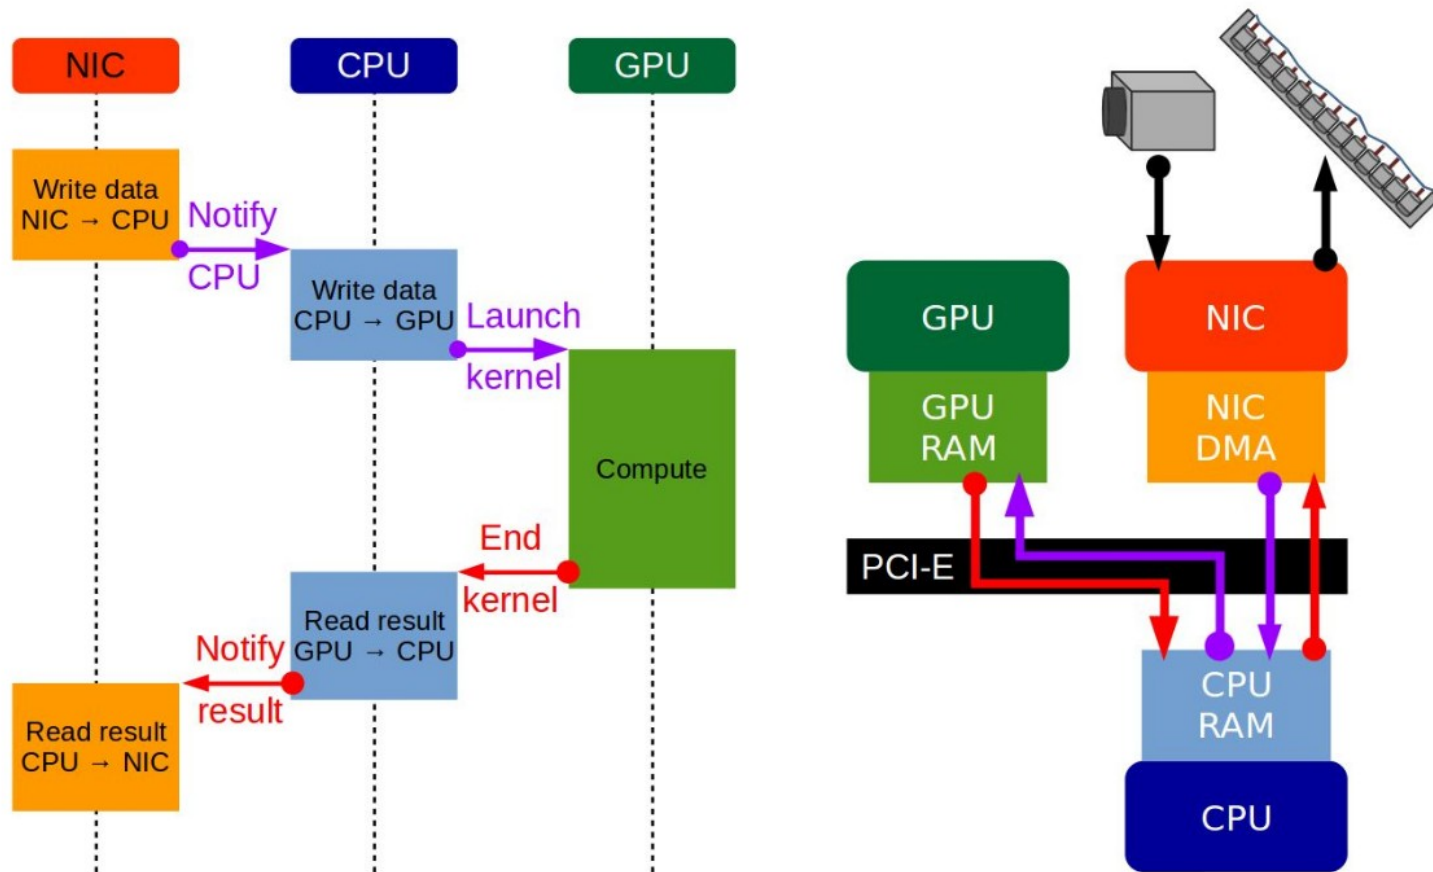 NIC
CPU
GPU
Write data
NIC → CPU
Notify
CPU
Write data
CPU → GPU
Launch
kernel
Compute
End
kernel
Read result
GPU → CPU
Notify
result
Read result
CPU → NIC
GPU
NIC
GPU
RAM
NIC
DMA
PCI-E
CPU
RAM
CPU